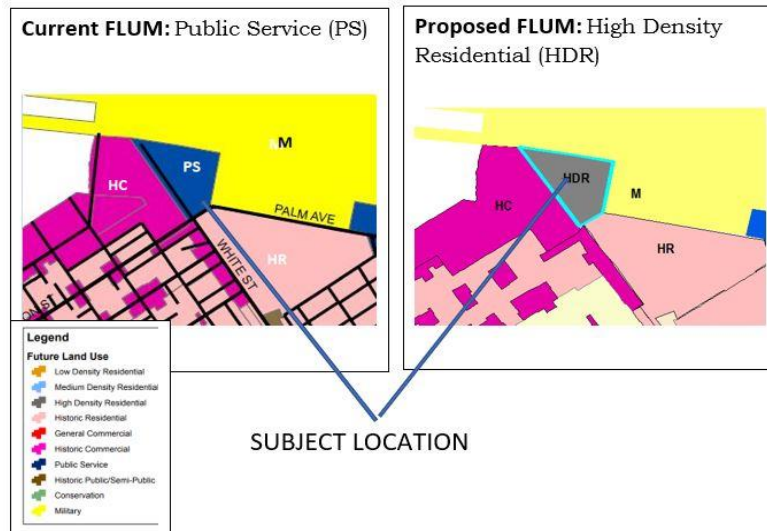 Current FLUM: Public Service (PS)
Proposed FLUM: High Density
Residential (HDR)
M
PS
HC
PALM AVE
WHITE ST
HR
HDR
M
HC
HR
Legend
Future Land Use
Low Density Residential
Medium Density Residential
High Density Residential
Historic Residential
General Commercial
Historic Commercial
Public Service
Historic Public/Semi-Public
Conservation
Military
SUBJECT LOCATION